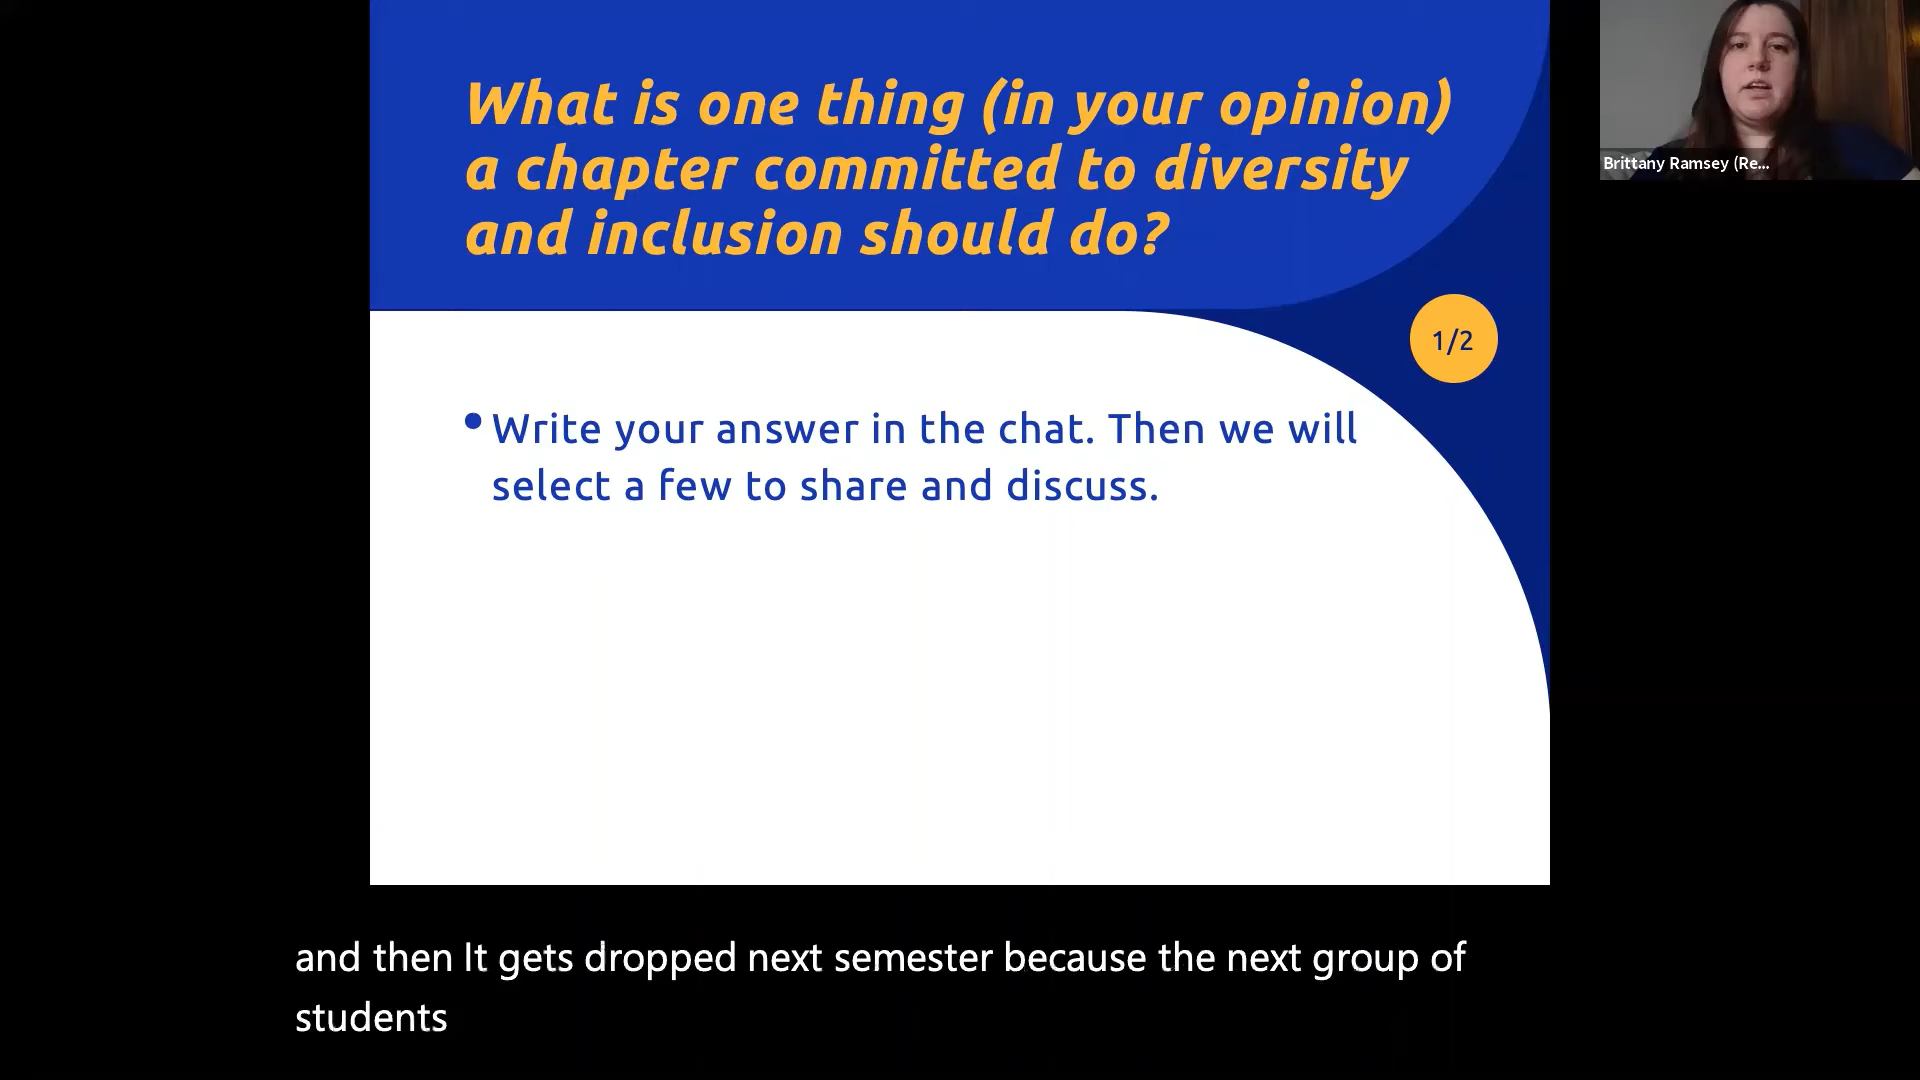 What is one thing (in your opinion)
a chapter committed to diversity
and inclusion should do?
1/2
• Write your answer in the chat. Then we will
select a few to share and discuss.
Brittany Ramsey (Re...
and then It gets dropped next semester because the next group of
students